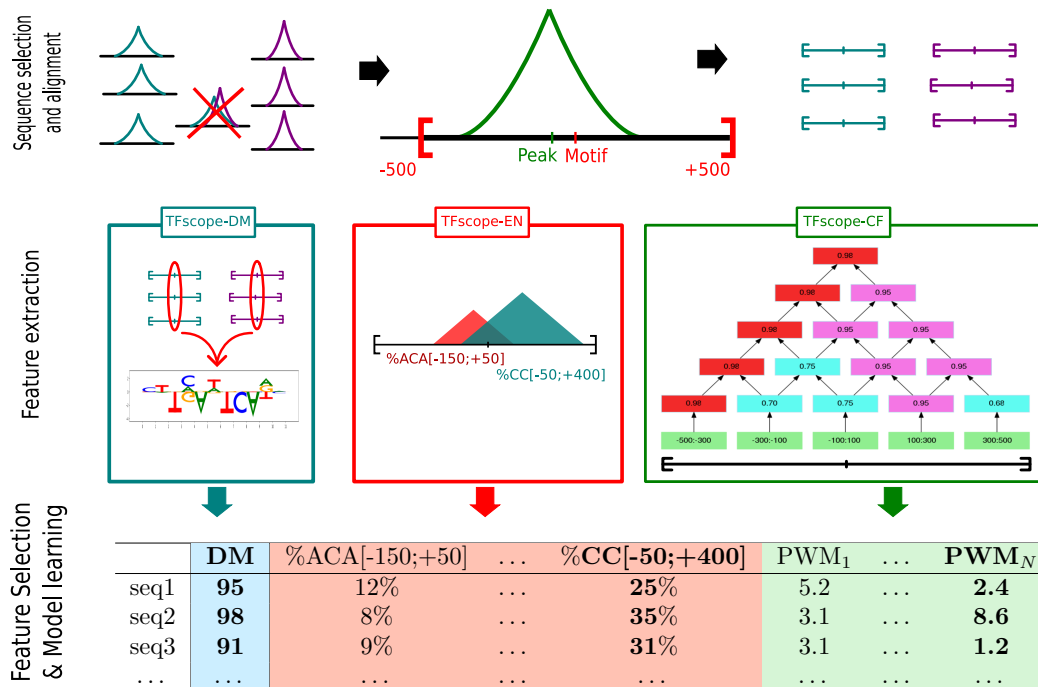 Sequence selection
and alignment
Peak Motif
-500 +500
Feature extraction
TFscope-DM TFscope-EN TFscope-CF
%ACA[-150;+50]
%CC[-50;+400]
0.98
0.98 0.95
0.98 0.95 0.95
0.98 0.75 0.95 0.95
0.98 0.70 0.75 0.95 0.68
-500:-300 -300:-100 -100:100 100:300 300:500
Feature Selection
& Model learning
DM %ACA[-150;+50] ... %CC[-50;+400] PWM1 ... PWMN
seq1 95 12% ... 25% 5.2 ... 2.4
seq2 98 8% ... 35% 3.1 ... 8.6
seq3 91 9% ... 31% 3.1 ... 1.2
... ... ... ... ... ... ... ...